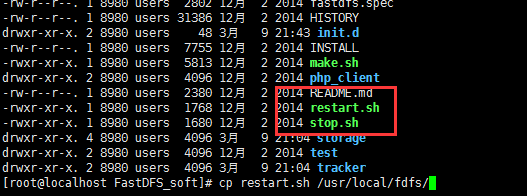 -rw-r--r--. 1 8980 users  2802 12月  2 2014 fastdfs.spec
-rw-r--r--. 1 8980 users 31386 12月  2 2014 HISTORY
drwxr-xr-x. 2 8980 users    48 3月   9 21:43 init.d
-rw-r--r--. 1 8980 users  7755 12月  2 2014 INSTALL
-rwxr-xr-x. 1 8980 users  5813 12月  2 2014 make.sh
drwxr-xr-x. 2 8980 users  4096 12月  2 2014 php_client
-rw-r--r--. 1 8980 users  2380 12月  2 2014 README.md
-rwxr-xr-x. 1 8980 users  1768 12月  2 2014 restart.sh
-rwxr-xr-x. 1 8980 users  1680 12月  2 2014 stop.sh
drwxr-xr-x. 4 8980 users  4096 3月   9 21:04 storage
drwxr-xr-x. 2 8980 users  4096 12月  2 2014 test
drwxr-xr-x. 2 8980 users  4096 3月   9 21:04 tracker
[root@localhost FastDFS_soft]# cp restart.sh /usr/local/fdfs/